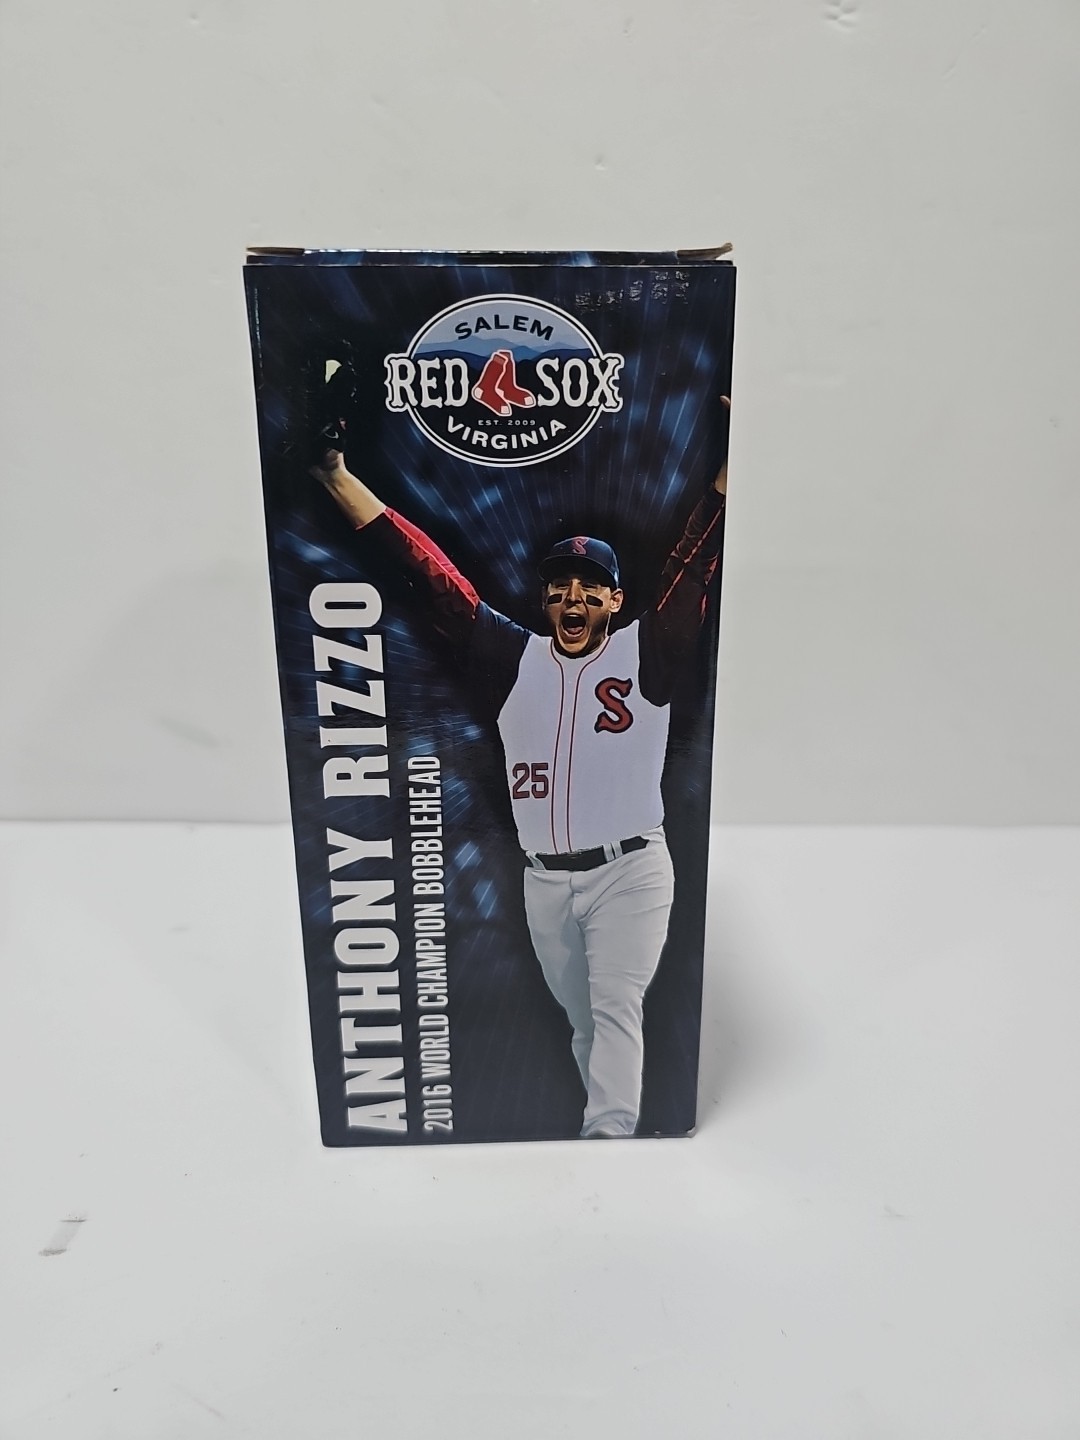 SALEM
RED SOX
EST. 2009
VIRGINIA
S
S
25
ANTHONY RIZZO
2016 WORLD CHAMPION BOBBLEHEAD